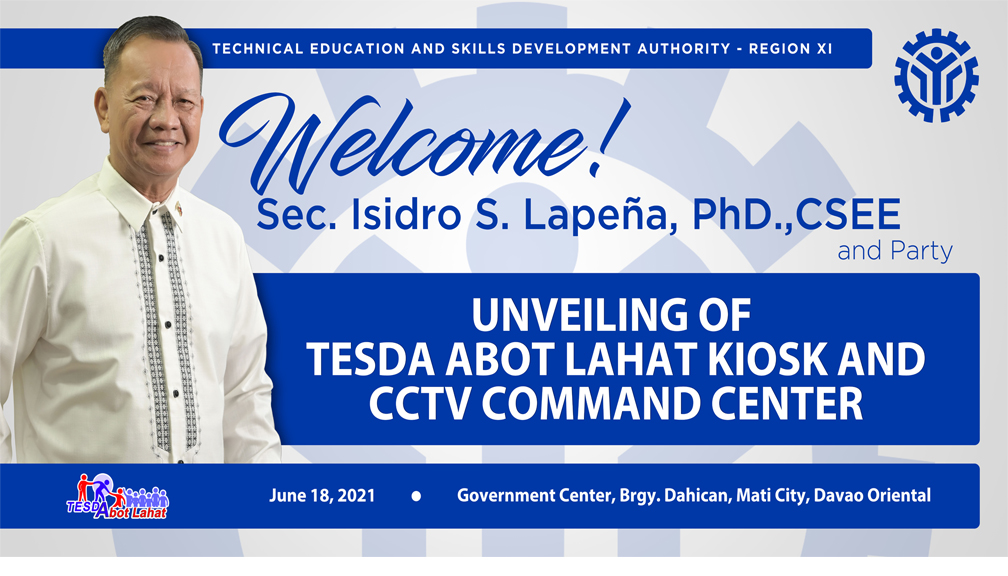 TECHNICAL EDUCATION AND SKILLS DEVELOPMENT AUTHORITY - REGION XI
Welcome!
Sec. Isidro S. Lapeña, PhD.,CSEE
and Party
UNVEILING OF
TESDA ABOT LAHAT KIOSK AND
CCTV COMMAND CENTER
TESDAbot Lahat
June 18, 2021 ● Government Center, Brgy. Dahican, Mati City, Davao Oriental